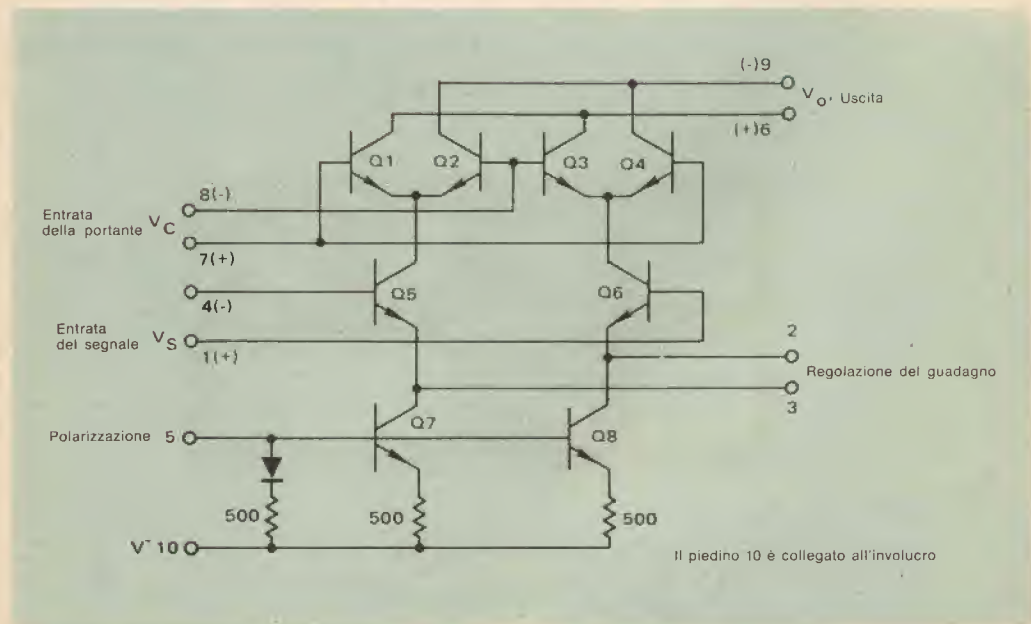 (-)9
Vo, Uscita
(+)6
Q1
Q2
Q3
Q4
8(-)
Entrata
della portante
VC
7(+)
Q5
Q6
4(-)
Entrata
del segnale
VS
1(+)
2
Regolazione del guadagno
3
Q7
Q8
Polarizzazione 5
500
500
500
V- 10
Il piedino 10 è collegato all'involucro